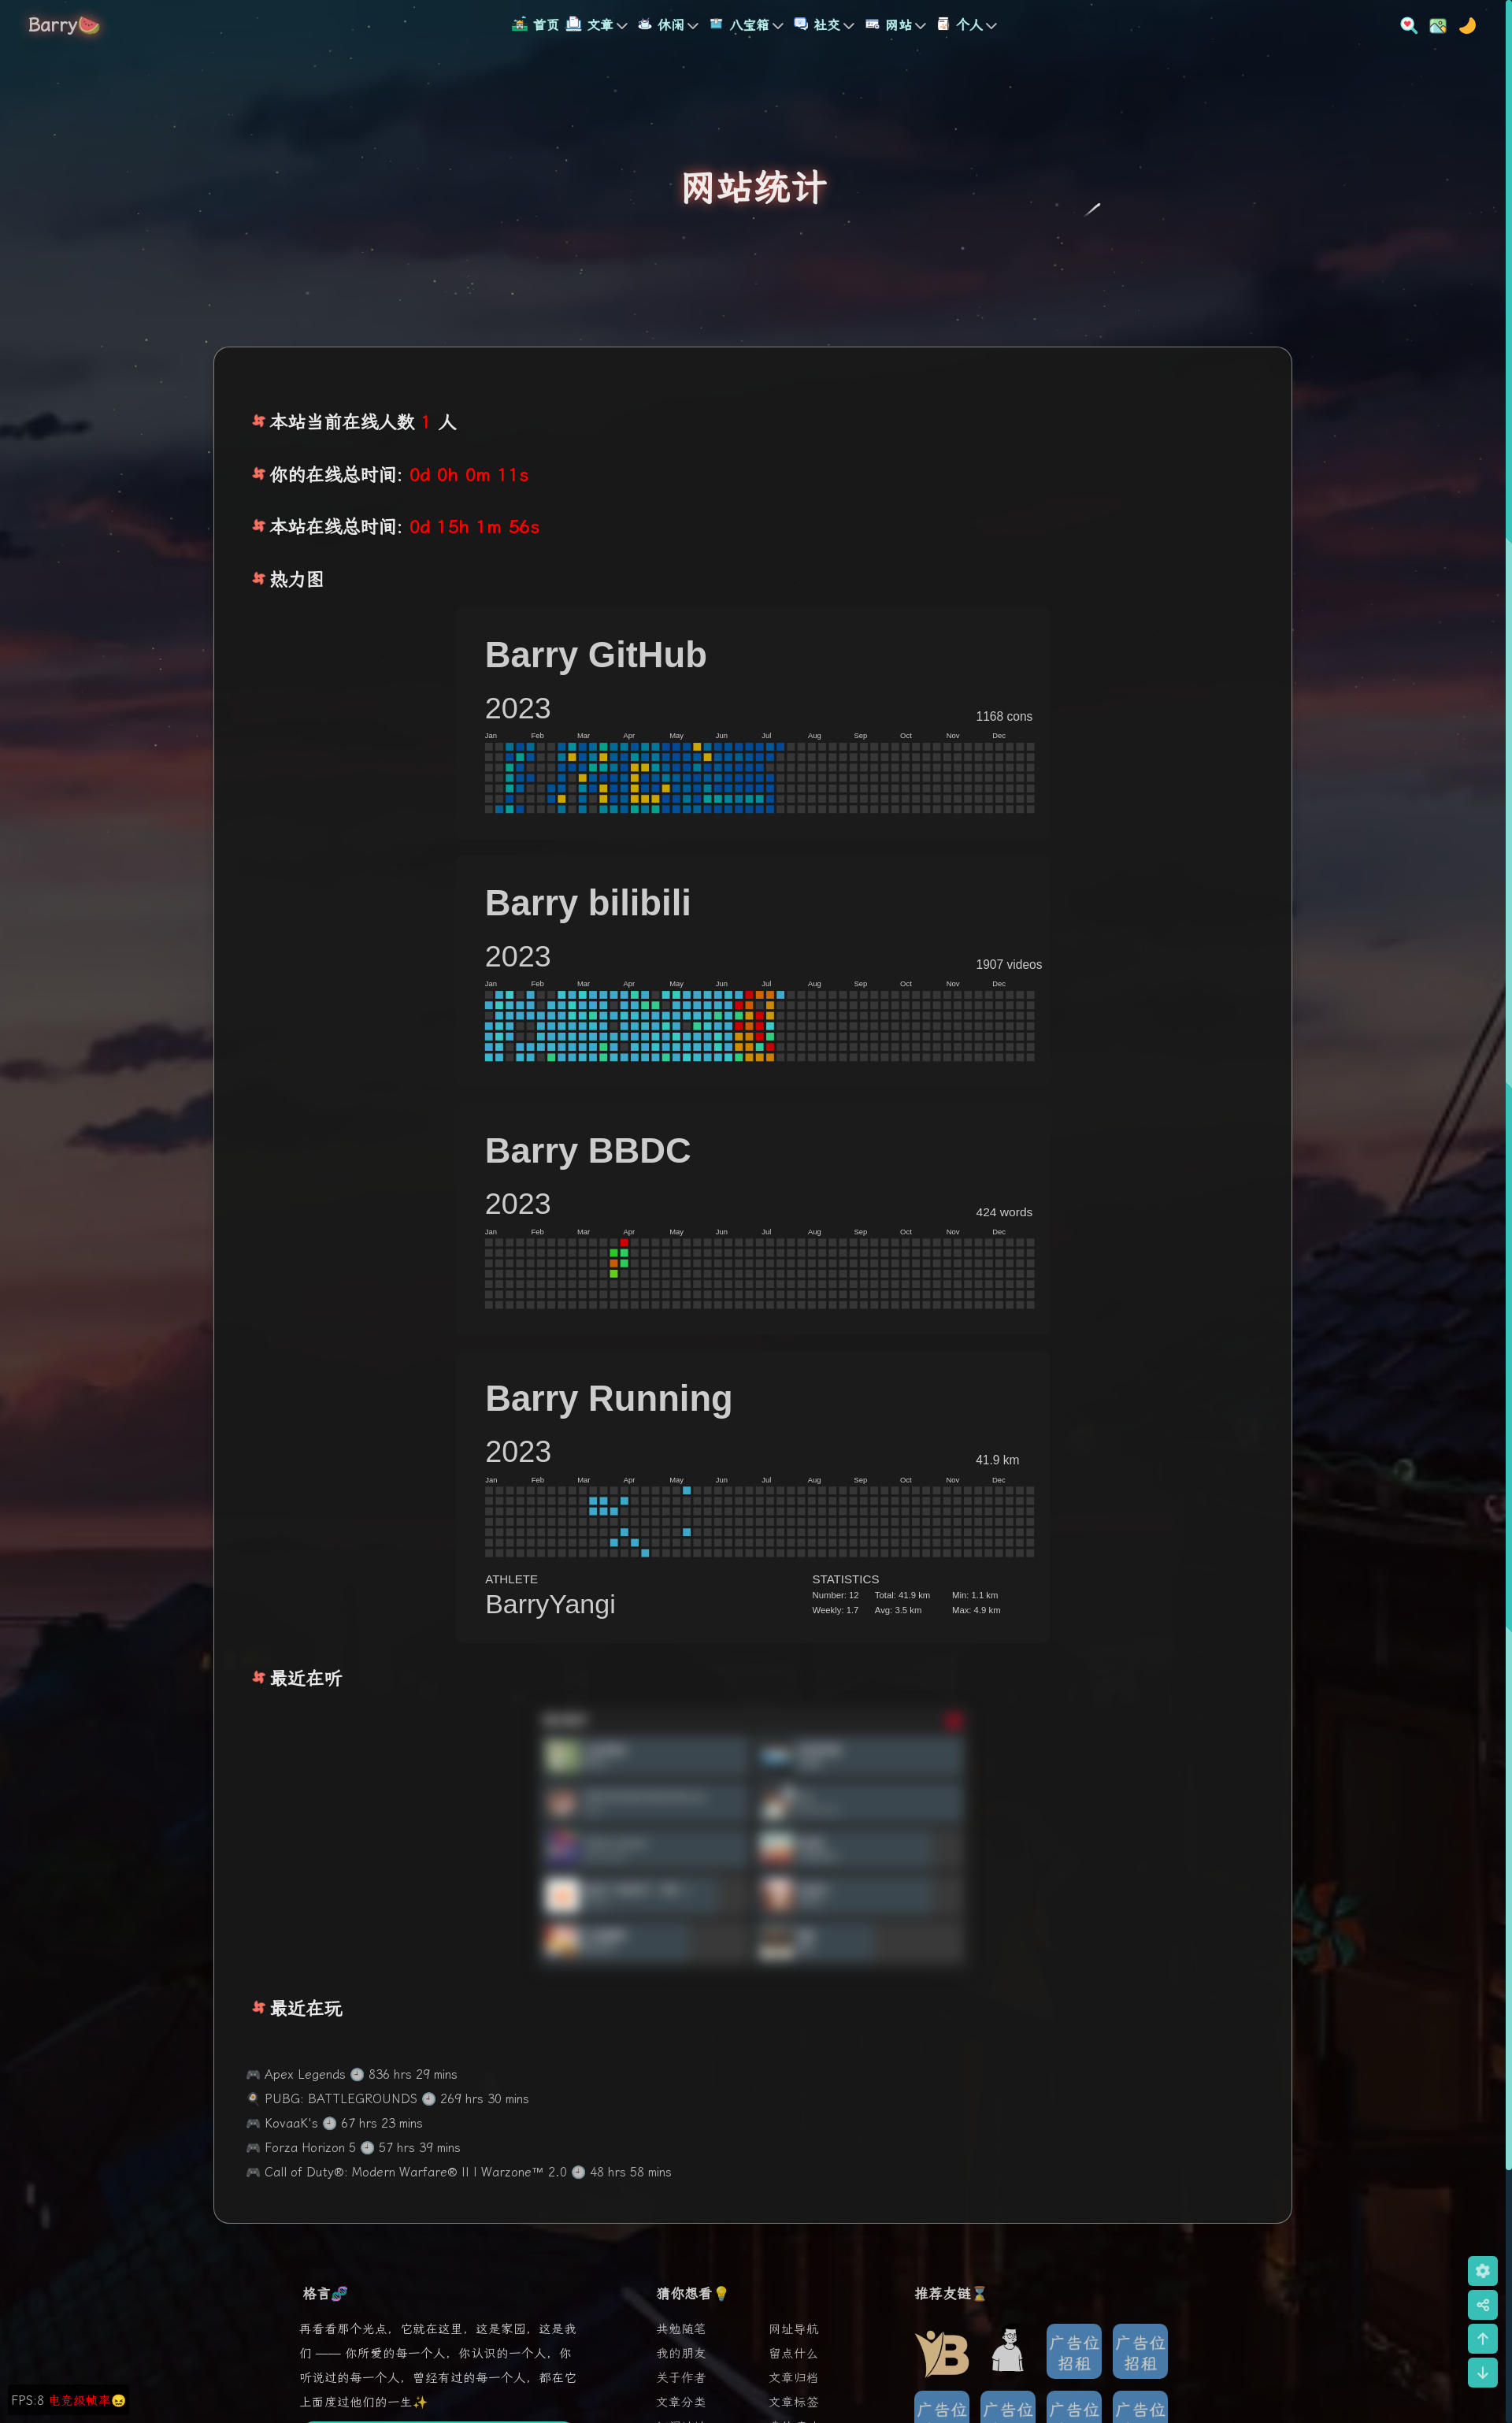 Barry🍉
首页 文章 休闲 八宝箱 社交 网站 个人
网站统计
本站当前在线人数 1 人
你的在线总时间: 0d 0h 0m 11s
本站在线总时间: 0d 15h 1m 56s
热力图
Barry GitHub
2023
1168 cons
Jan Feb Mar Apr May Jun Jul Aug Sep Oct Nov Dec
Barry bilibili
2023
1907 videos
Jan Feb Mar Apr May Jun Jul Aug Sep Oct Nov Dec
Barry BBDC
2023
424 words
Jan Feb Mar Apr May Jun Jul Aug Sep Oct Nov Dec
Barry Running
2023
41.9 km
Jan Feb Mar Apr May Jun Jul Aug Sep Oct Nov Dec
ATHLETE
BarryYangi
STATISTICS
Number: 12 Total: 41.9 km Min: 1.1 km
Weekly: 1.7 Avg: 3.5 km Max: 4.9 km
最近在听
最近在玩
🎮 Apex Legends 🕘 836 hrs 29 mins
🍳 PUBG: BATTLEGROUNDS 🕘 269 hrs 30 mins
🎮 KovaaK's 🕘 67 hrs 23 mins
🎮 Forza Horizon 5 🕘 57 hrs 39 mins
🎮 Call of Duty®: Modern Warfare® II | Warzone™ 2.0 🕘 48 hrs 58 mins
格言🧬
再看看那个光点，它就在这里，这是家园，这是我
们 —— 你所爱的每一个人，你认识的一个人，你
听说过的每一个人，曾经有过的每一个人，都在它
上面度过他们的一生✨
猜你想看💡
共勉随笔 网址导航
我的朋友 留点什么
关于作者 文章归档
文章分类 文章标签
推荐友链⌛
B
广告位
招租
广告位
招租
广告位
广告位
广告位
广告位
FPS:8 电竞级帧率😖